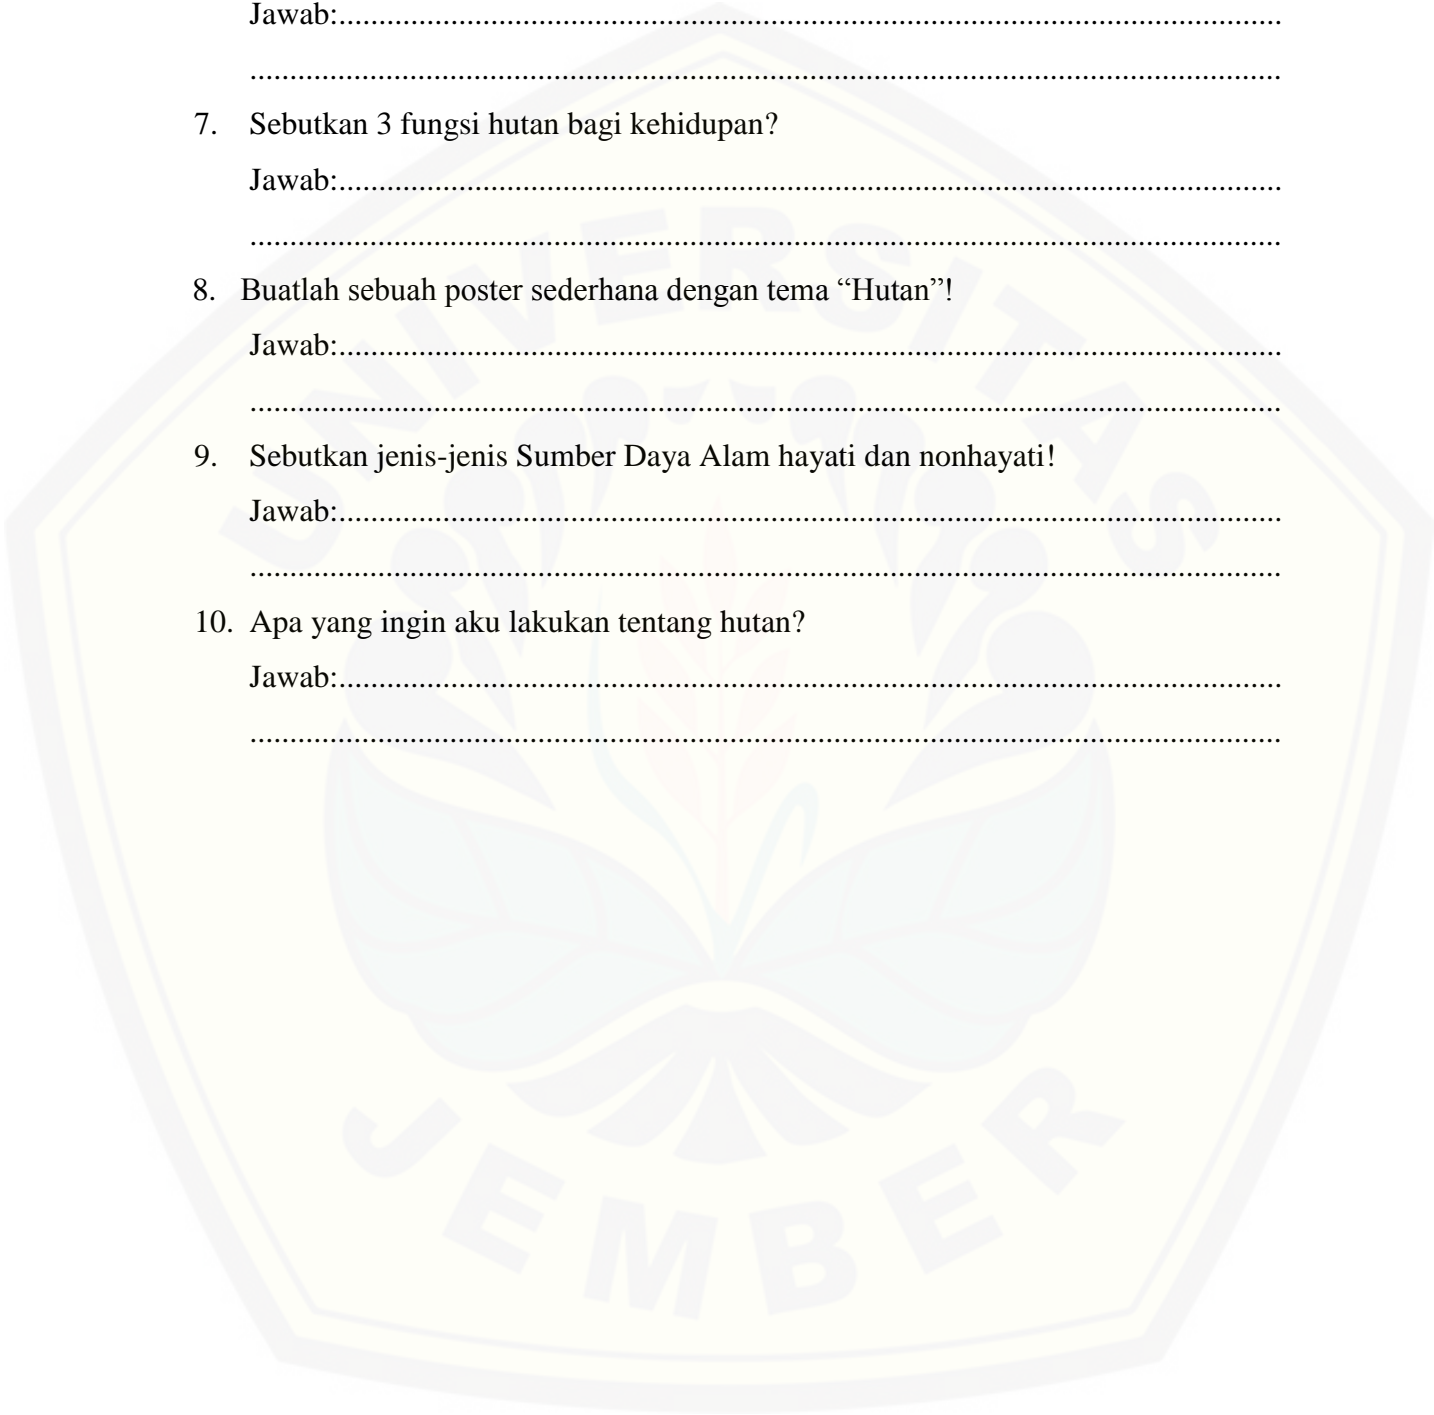 Jawab:......................................................................................................................
.................................................................................................................................
7. Sebutkan 3 fungsi hutan bagi kehidupan?
Jawab:......................................................................................................................
.................................................................................................................................
8. Buatlah sebuah poster sederhana dengan tema “Hutan”!
Jawab:......................................................................................................................
.................................................................................................................................
9. Sebutkan jenis-jenis Sumber Daya Alam hayati dan nonhayati!
Jawab:......................................................................................................................
.................................................................................................................................
10. Apa yang ingin aku lakukan tentang hutan?
Jawab:......................................................................................................................
.................................................................................................................................
UNIVERSITAS
JEMBER